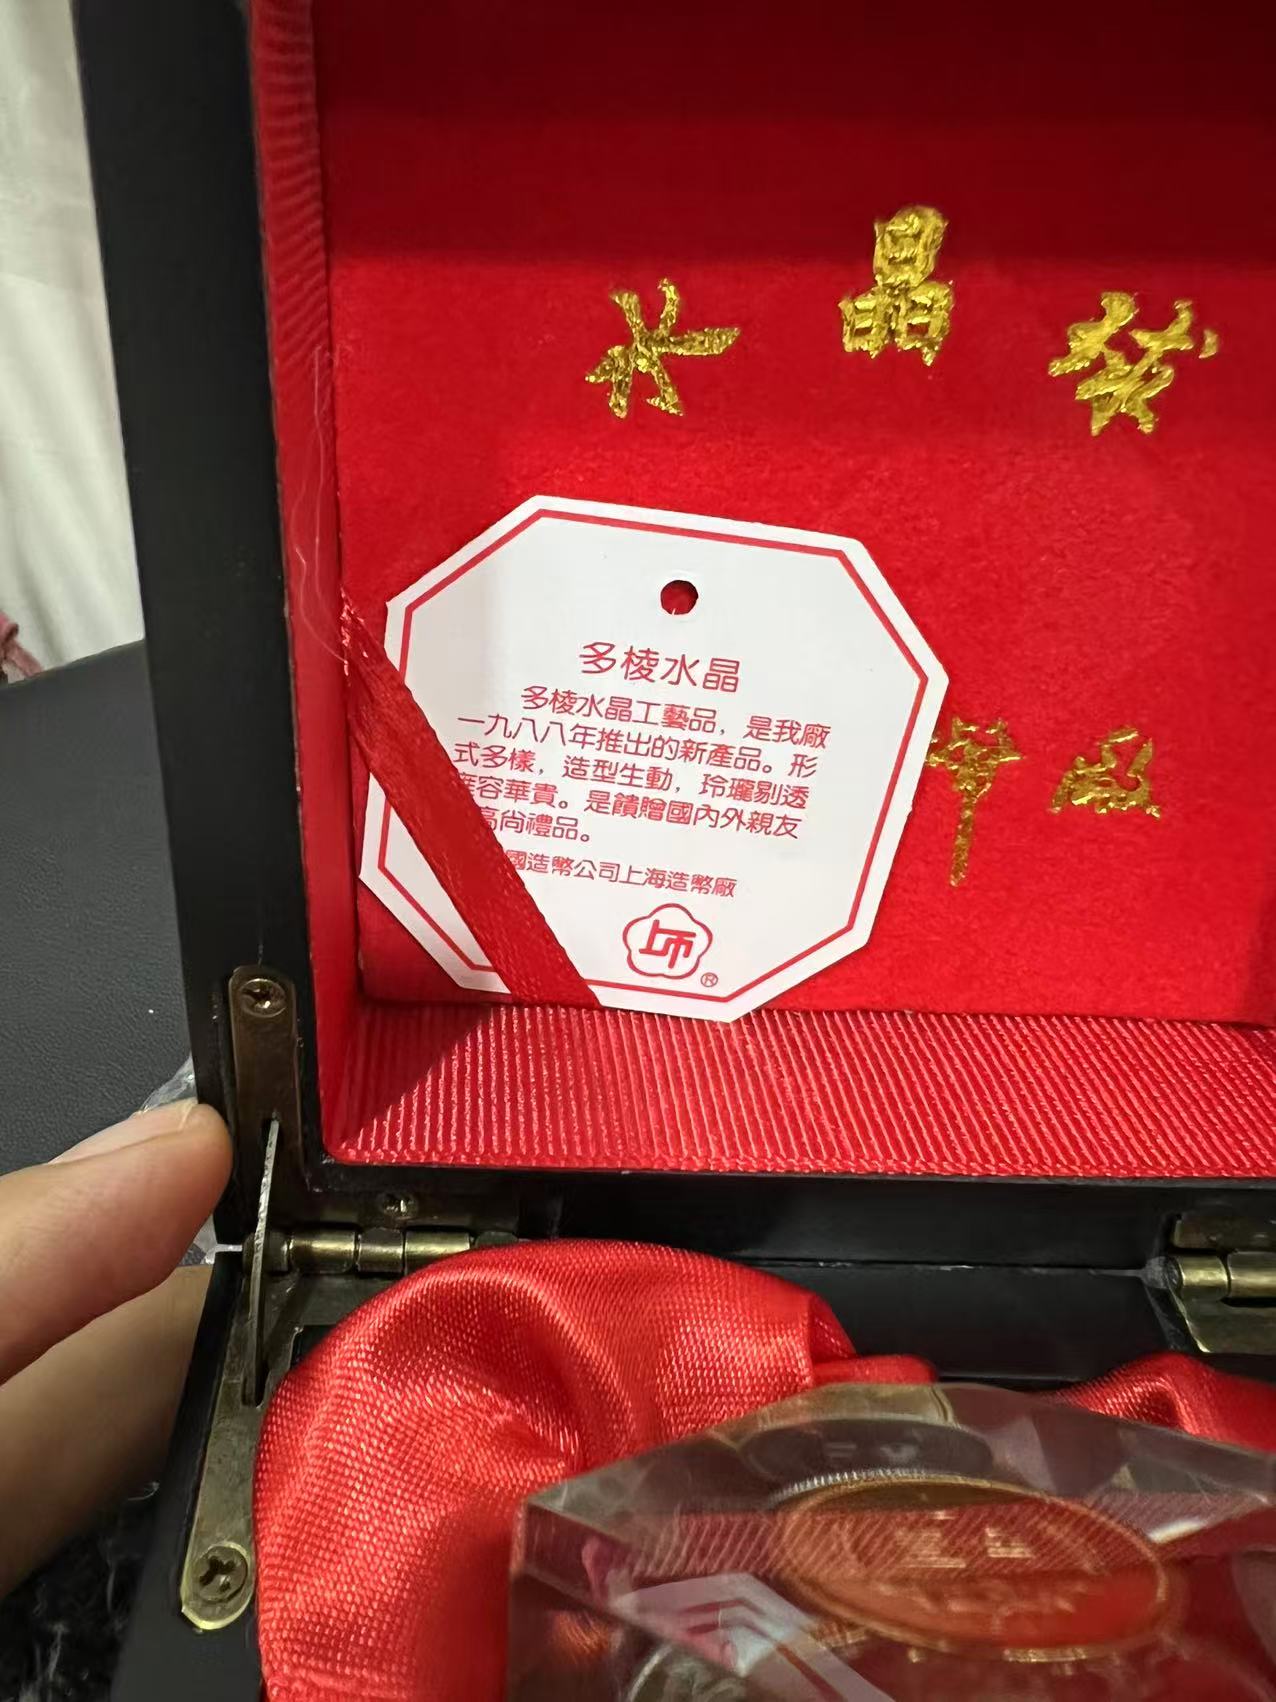 水晶裝
多棱水晶
多棱水晶工藝品，是我廠
一九八八年推出的新產品。形
式多樣，造型生動，玲瓏剔透
容華貴。是饋贈國內外親友
高尚禮品。
國造幣公司上海造幣廠
®
幣廠